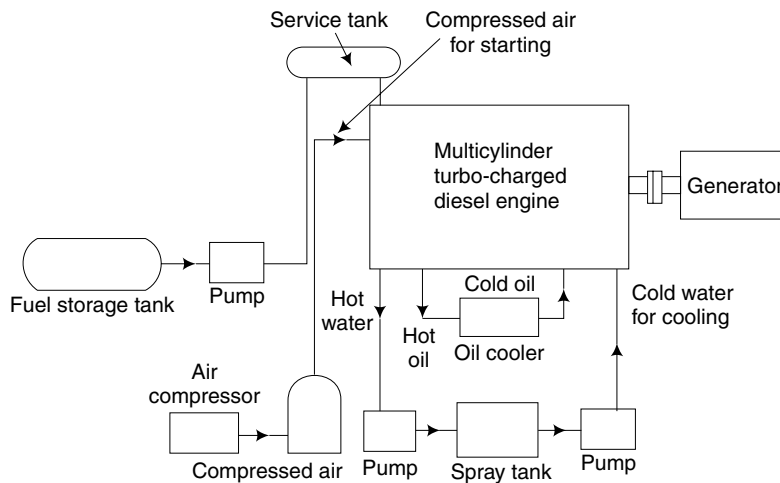 Service tank
Compressed air
for starting
Multicylinder
turbo-charged
diesel engine
Generator
Fuel storage tank
Pump
Hot
water
Cold oil
Hot
oil
Oil cooler
Cold water
for cooling
Air
compressor
Compressed air
Pump
Spray tank
Pump